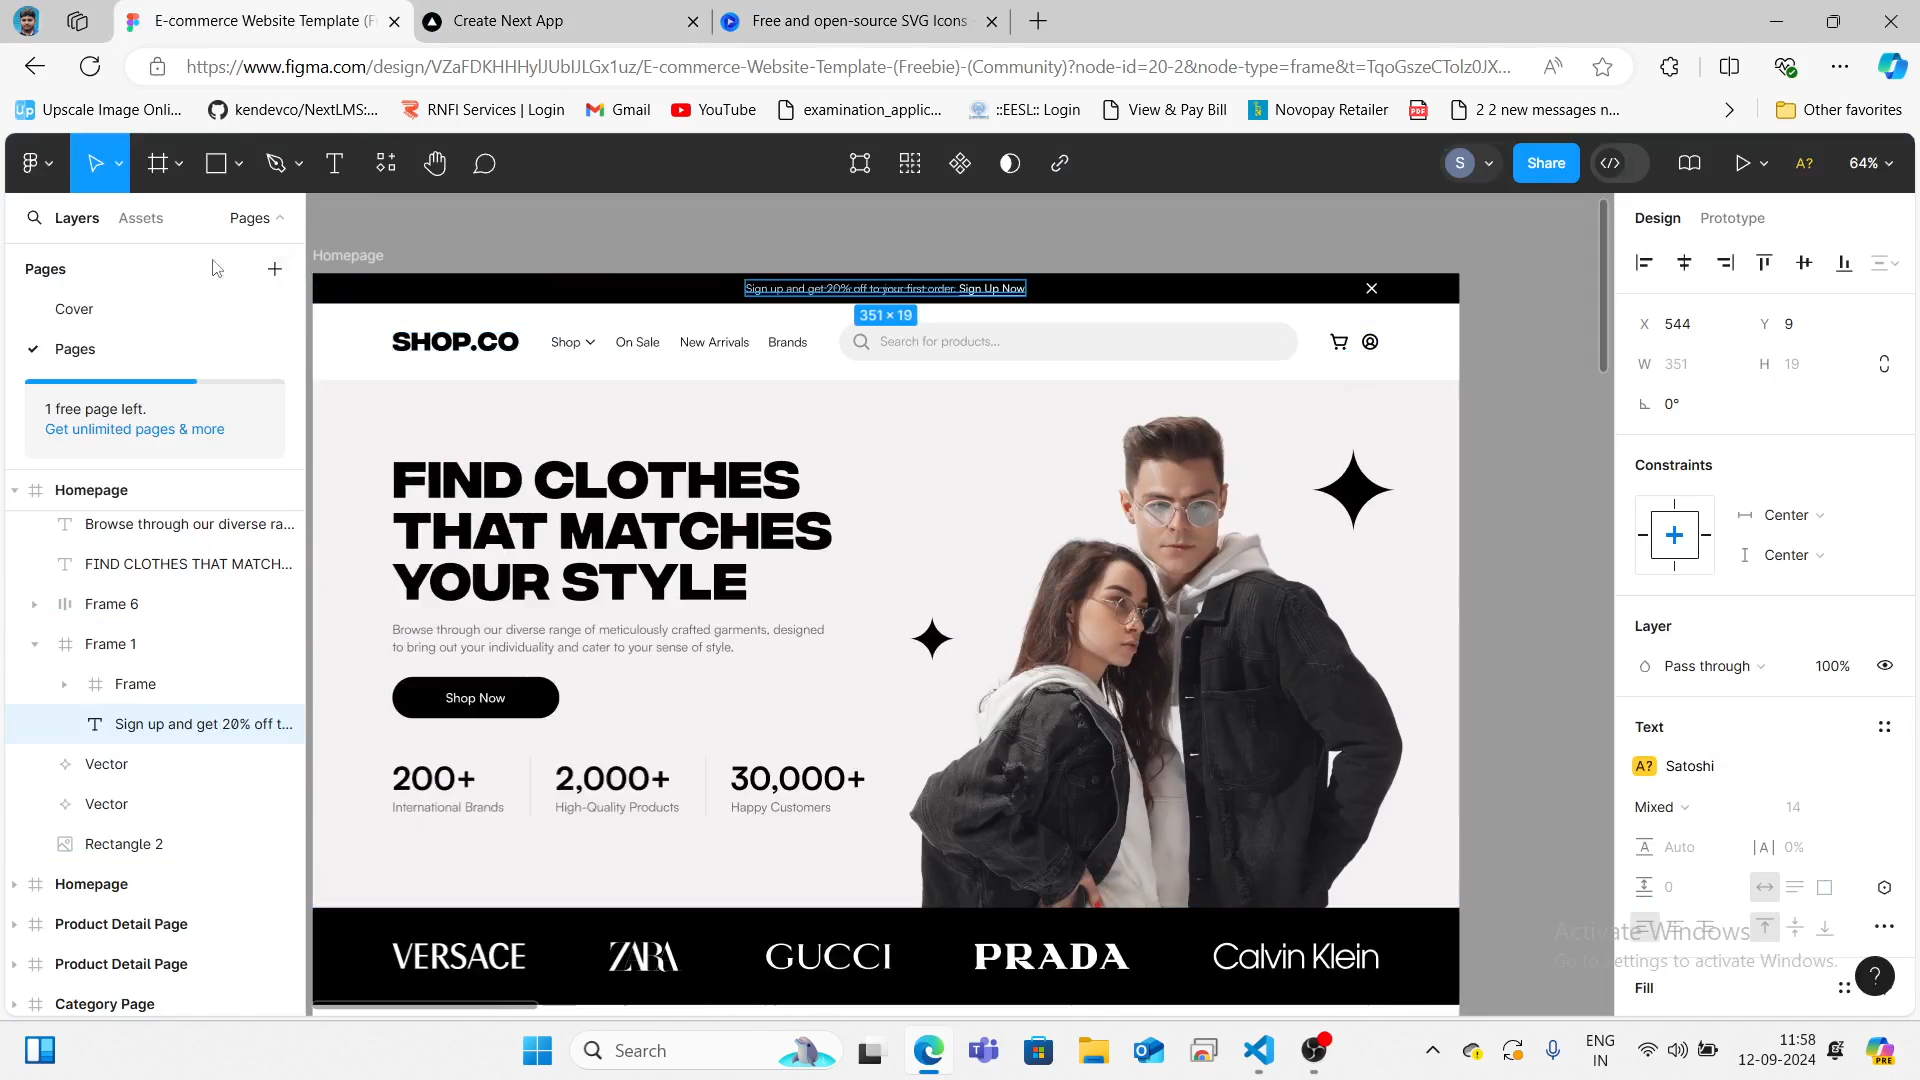 E-commerce Website Template (F
Create Next App
Free and open-source SVG Icons
https://www.figma.com/design/VZaFDKHHHylJUbIJLGx1uz/E-commerce-Website-Template-(Freebie)-(Community)?node-id=20-2&node-type=frame&t=TqoGszeCTolz0JX...
Upscale Image Onli...
kendevco/NextLMS:...
RNFI Services | Login
Gmail
YouTube
examination_applic...
::EESL:: Login
View & Pay Bill
Novopay Retailer
PDF
2 2 new messages n...
Other favorites
S
Share
A?
64%
Layers
Assets
Pages
Pages
Cover
Pages
1 free page left.
Get unlimited pages & more
Homepage
Browse through our diverse ra...
FIND CLOTHES THAT MATCH...
Frame 6
Frame 1
Frame
Sign up and get 20% off t...
Vector
Vector
Rectangle 2
Homepage
Product Detail Page
Product Detail Page
Category Page
Homepage
Sign up and get 20% off to your first order. Sign Up Now
351 × 19
SHOP.CO
Shop
On Sale
New Arrivals
Brands
Search for products...
FIND CLOTHES
THAT MATCHES
YOUR STYLE
Browse through our diverse range of meticulously crafted garments, designed
to bring out your individuality and cater to your sense of style.
Shop Now
200+
International Brands
2,000+
High-Quality Products
30,000+
Happy Customers
VERSACE
ZARA
GUCCI
PRADA
Calvin Klein
Design
Prototype
X 544
Y 9
W 351
H 19
0°
Constraints
Center
Center
Layer
Pass through
100%
Text
A? Satoshi
Mixed
14
Auto
|A| 0%
0
Activate Windows
Go to Settings to activate Windows.
Fill
?
Search
ENG
IN
11:58
12-09-2024
PRE